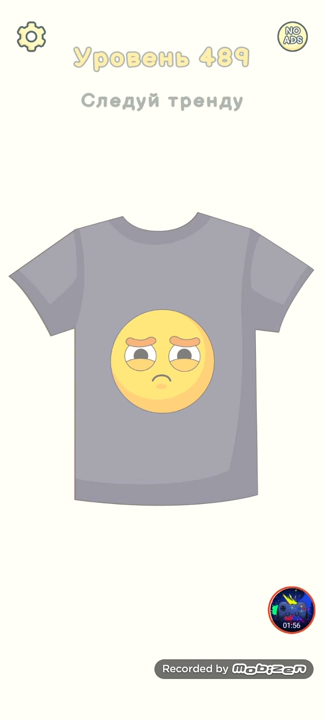 NO
ADS
Уровень 489
Следуй тренду
01:56
Recorded by Mobizen